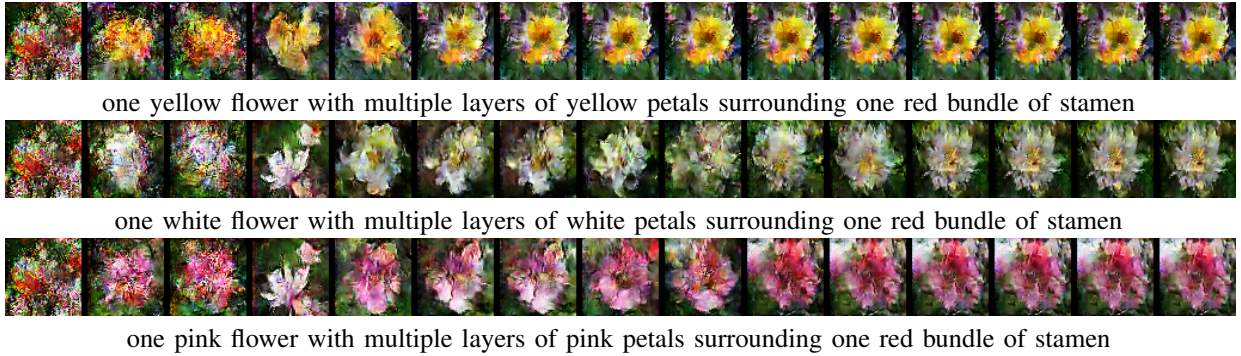 one yellow flower with multiple layers of yellow petals surrounding one red bundle of stamen
one white flower with multiple layers of white petals surrounding one red bundle of stamen
one pink flower with multiple layers of pink petals surrounding one red bundle of stamen